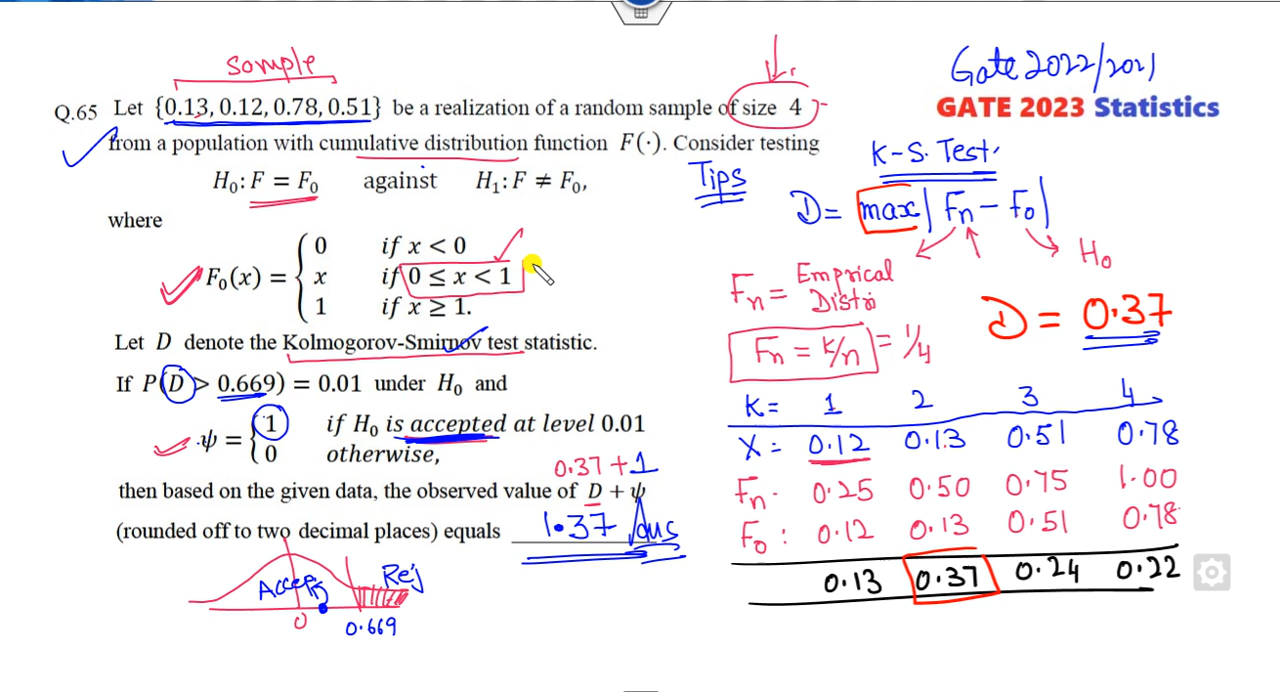 Sample
Q.65 Let {0.13, 0.12, 0.78, 0.51} be a realization of a random sample of size 4
from a population with cumulative distribution function F(·). Consider testing
H₀: F = F₀ against H₁: F ≠ F₀,
where
F₀(x) = { 0 if x < 0
x if 0 ≤ x < 1
1 if x ≥ 1.
Let D denote the Kolmogorov-Smirnov test statistic.
If P(D > 0.669) = 0.01 under H₀ and
ψ = { 1 if H₀ is accepted at level 0.01
0 otherwise,
0.37 + 1
then based on the given data, the observed value of D + ψ
(rounded off to two decimal places) equals 1.37 Ans
Accept Rej
0 0.669
Gate 2022/2021
GATE 2023 Statistics
K-S. Test.
Tips
D = max | Fn - F₀ |
H₀
Fn = Emprical
Distri
Fn = K/n = 1/4
D = 0.37
K = 1 2 3 4
X = 0.12 0.13 0.51 0.78
Fn. 0.25 0.50 0.75 1.00
F₀ : 0.12 0.13 0.51 0.78
0.13 0.37 0.24 0.22